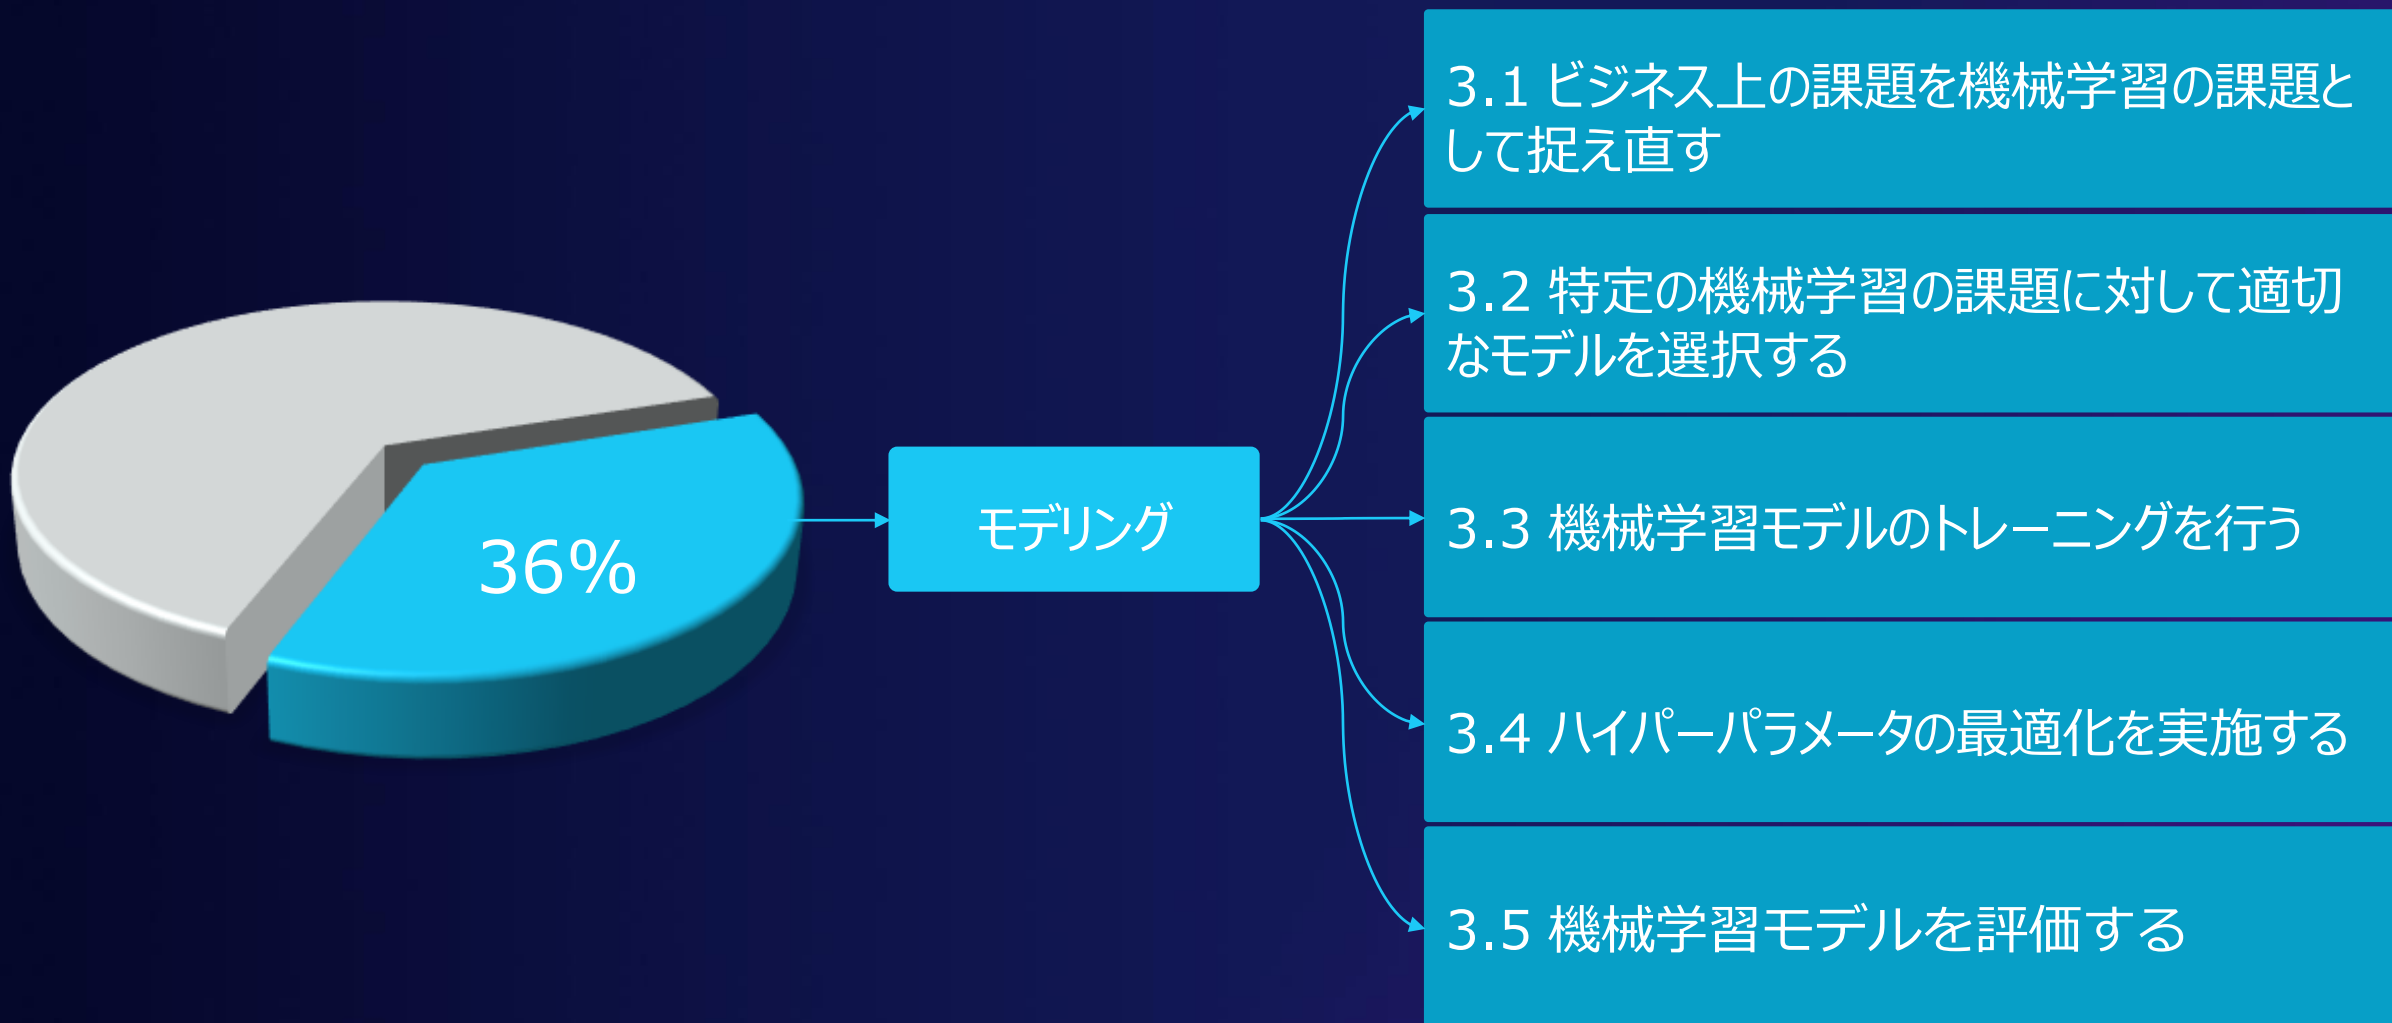 36%
モデリング
3.1 ビジネス上の課題を機械学習の課題と
して捉え直す
3.2 特定の機械学習の課題に対して適切
なモデルを選択する
3.3 機械学習モデルのトレーニングを行う
3.4 ハイパーパラメータの最適化を実施する
3.5 機械学習モデルを評価する